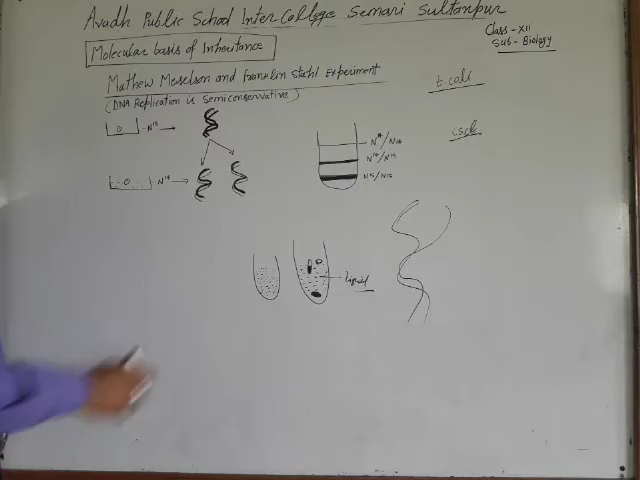 Avadh Public School Inter College Semari Sultanpur
Class - XII
Sub - Biology
Molecular basis of Inheritance
Mathew Meselson and Franklin Stahl Experiment
(DNA Replication is Semiconservative)
E.coli
N15
N14/N14
N14/N15
N15/N15
N14
Liquid